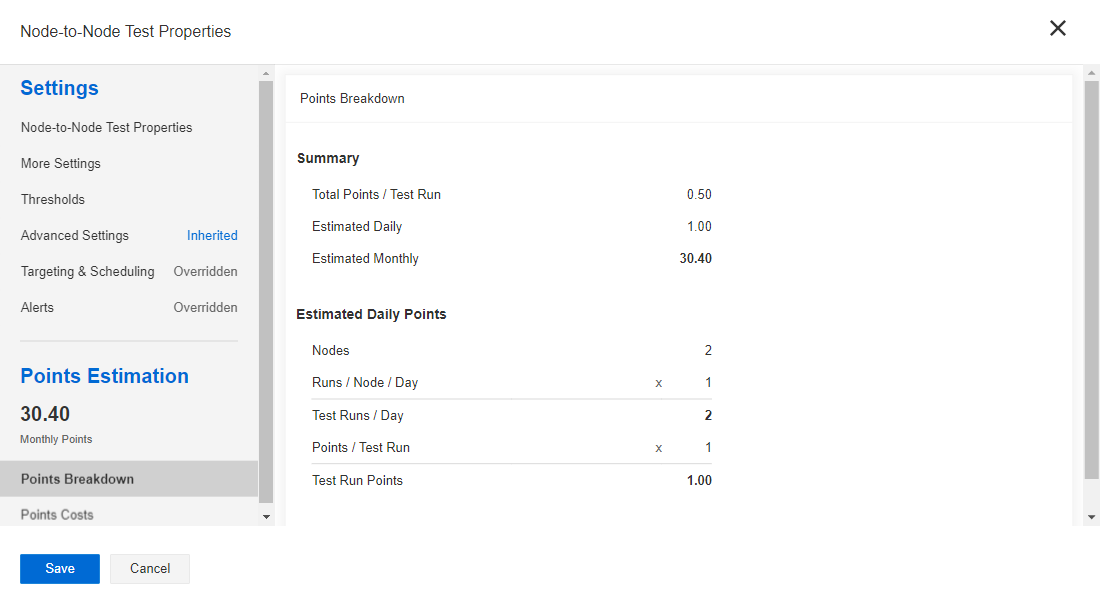 Node-to-Node Test Properties
Settings
Node-to-Node Test Properties
More Settings
Thresholds
Advanced Settings Inherited
Targeting & Scheduling Overridden
Alerts Overridden
Points Estimation
30.40
Monthly Points
Points Breakdown
Points Costs
Points Breakdown
Summary
Total Points / Test Run 0.50
Estimated Daily 1.00
Estimated Monthly 30.40
Estimated Daily Points
Nodes 2
Runs / Node / Day x 1
Test Runs / Day 2
Points / Test Run x 1
Test Run Points 1.00
Save Cancel